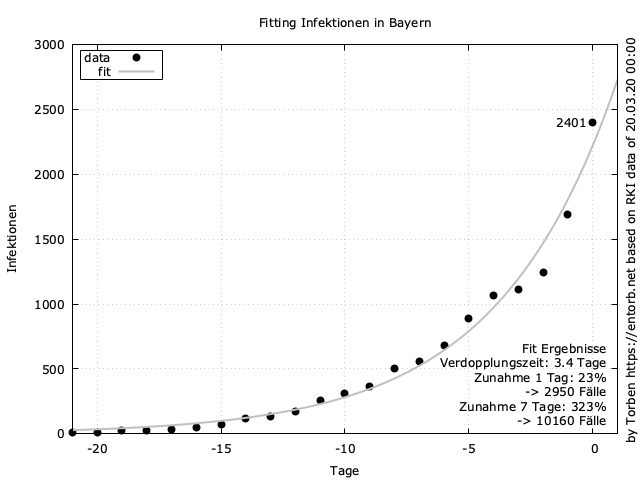 Fitting Infektionen in Bayern
3000
2500
2000
1500
1000
500
0
Infektionen
data
fit
2401
Fit Ergebnisse
Verdopplungszeit: 3.4 Tage
Zunahme 1 Tag: 23%
-> 2950 Fälle
Zunahme 7 Tage: 323%
-> 10160 Fälle
-20
-15
-10
-5
0
Tage
by Torben https://entorb.net based on RKI data of 20.03.20 00:00